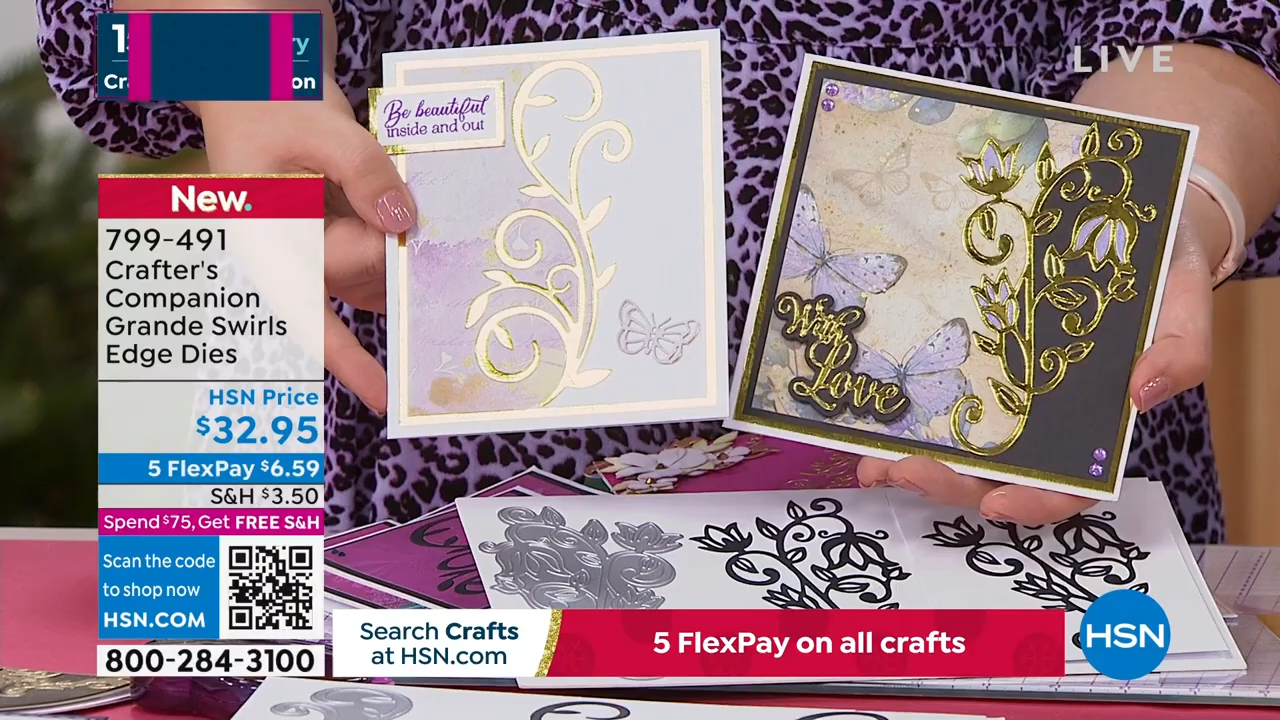 LIVE
Be beautiful
inside and out
With
Love
New.
799-491
Crafter's
Companion
Grande Swirls
Edge Dies
HSN Price
$32.95
5 FlexPay $6.59
S&H $3.50
Spend $75, Get FREE S&H
Scan the code
to shop now
HSN.COM
800-284-3100
Search Crafts
at HSN.com
5 FlexPay on all crafts
HSN